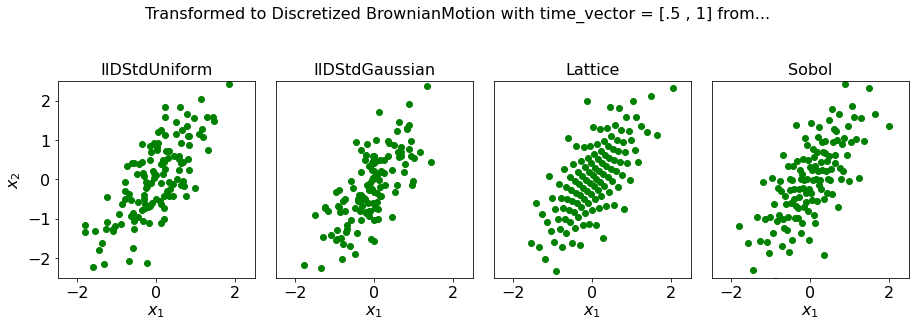 Transformed to Discretized BrownianMotion with time_vector = [.5 , 1] from...
IIDStdUniform IIDStdGaussian Lattice Sobol
2
1
0
−1
−2
x₂
−2 0 2 −2 0 2 −2 0 2 −2 0 2
x₁ x₁ x₁ x₁